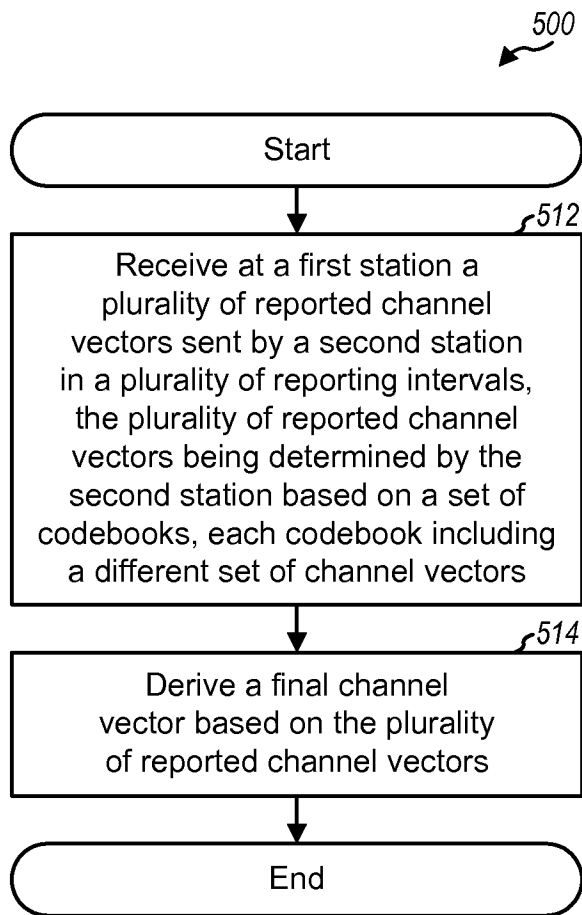 500
Start
512
Receive at a first station a
plurality of reported channel
vectors sent by a second station
in a plurality of reporting intervals,
the plurality of reported channel
vectors being determined by the
second station based on a set of
codebooks, each codebook including
a different set of channel vectors
514
Derive a final channel
vector based on the plurality
of reported channel vectors
End